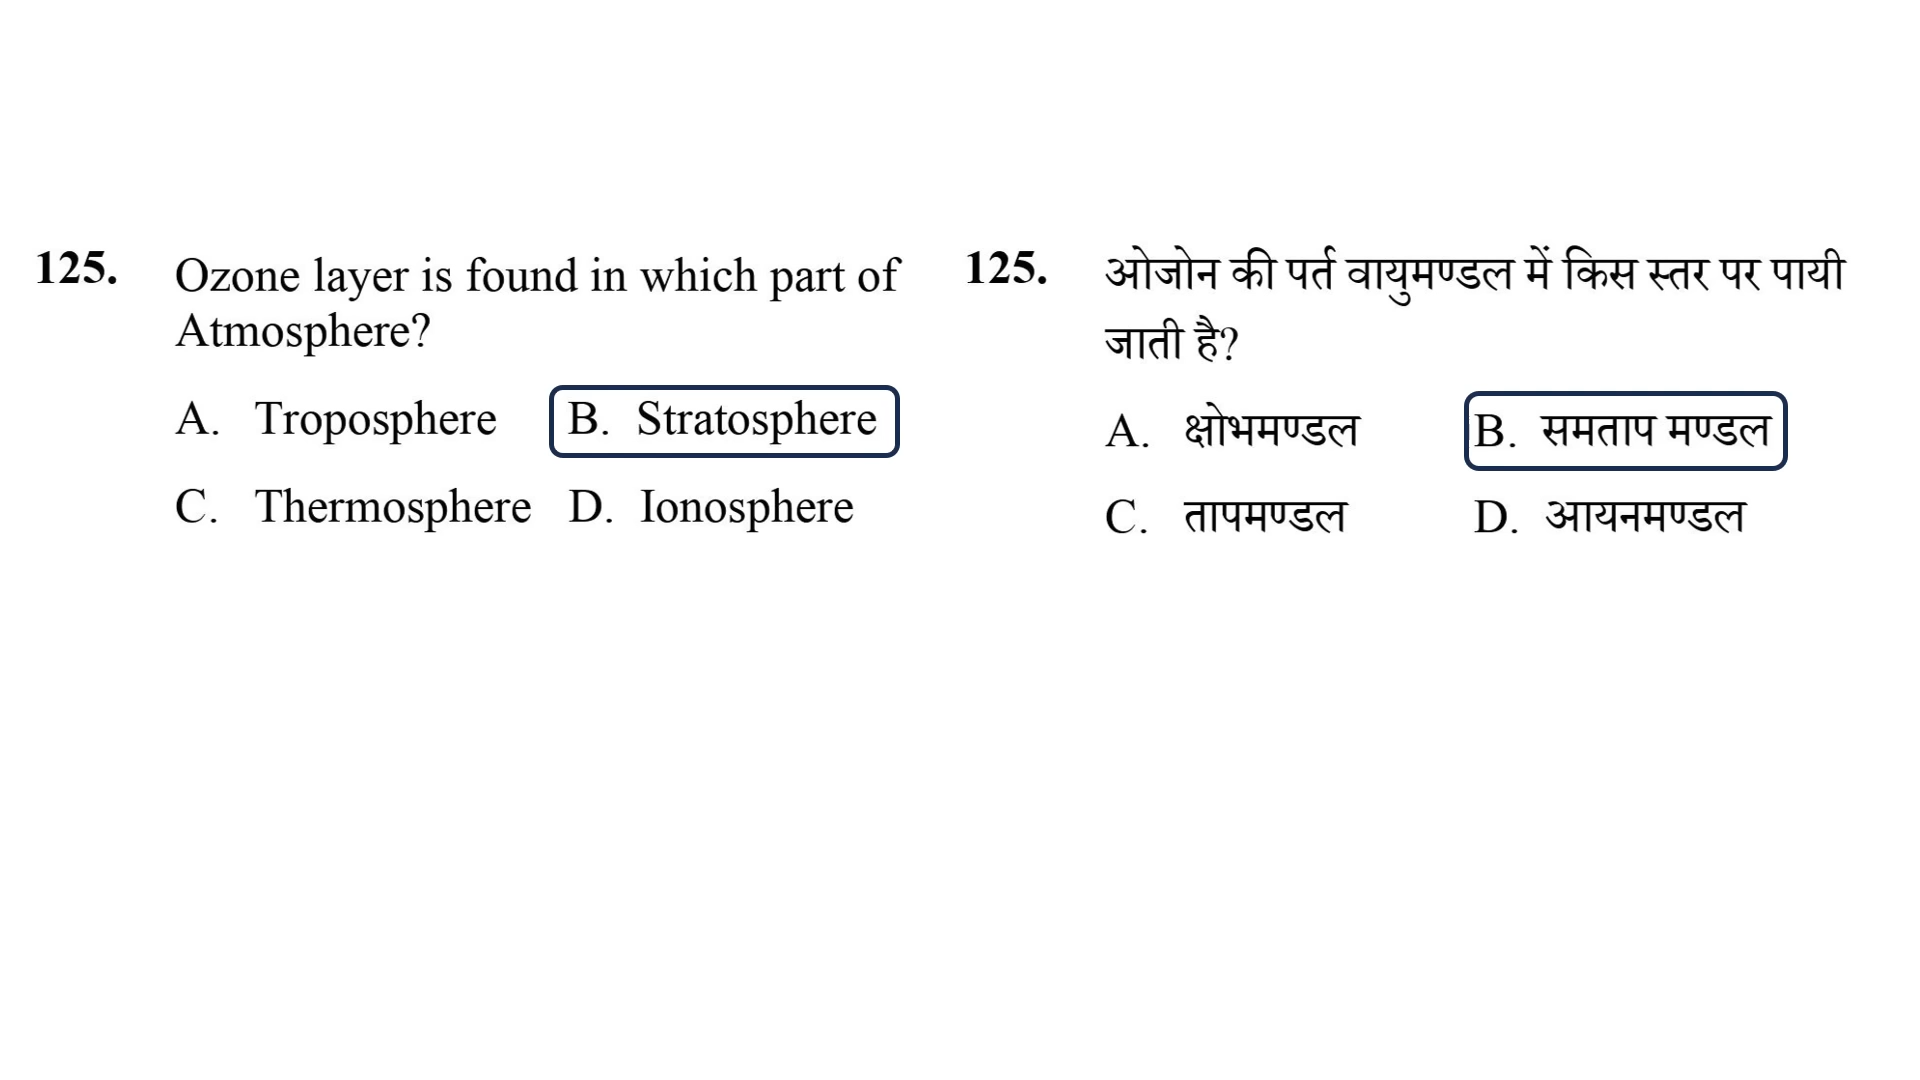 125. Ozone layer is found in which part of
Atmosphere?
A. Troposphere B. Stratosphere
C. Thermosphere D. Ionosphere
125. ओजोन की पर्त वायुमण्डल में किस स्तर पर पायी
जाती है?
A. क्षोभमण्डल B. समताप मण्डल
C. तापमण्डल D. आयनमण्डल